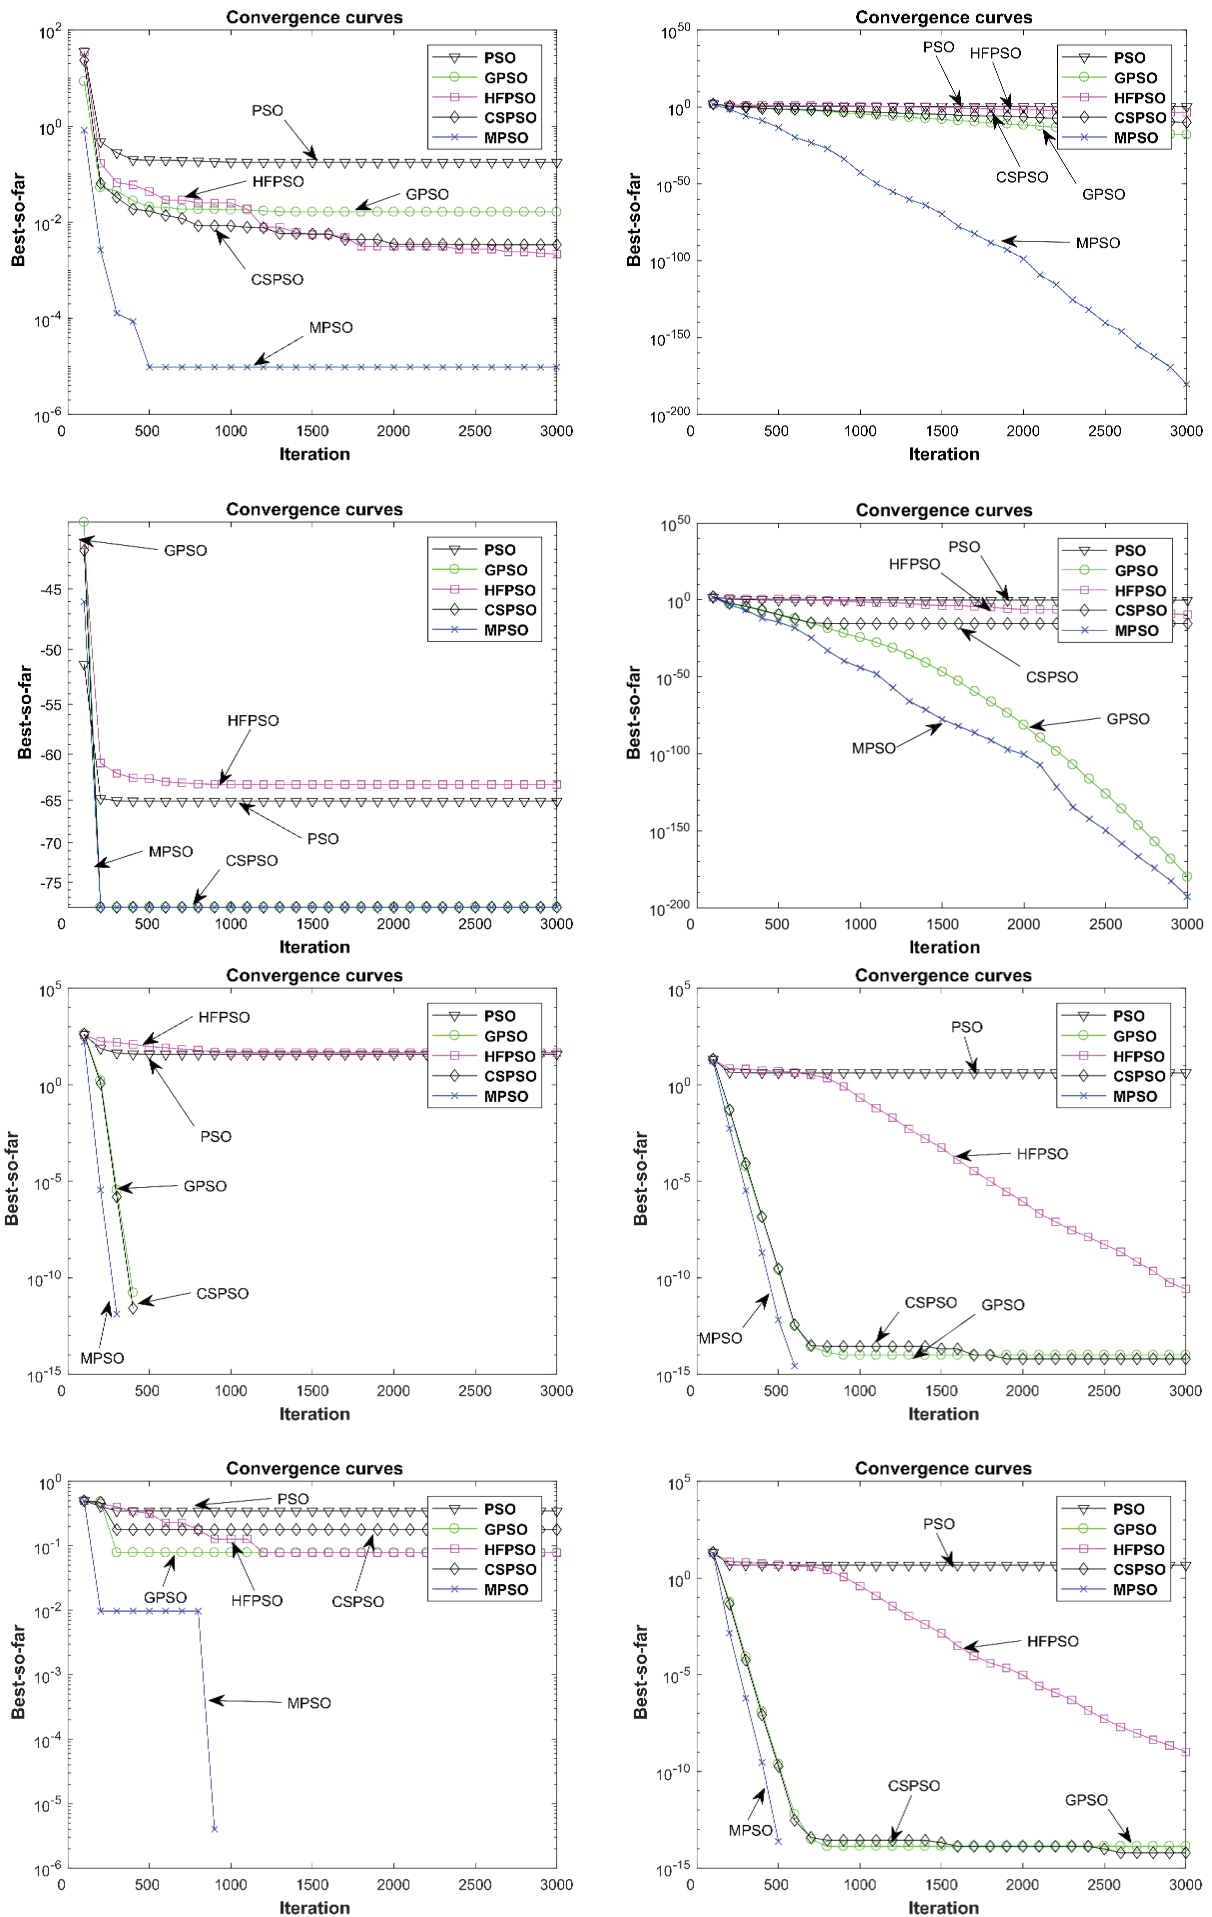 Convergence curves
Best-so-far
10^2
10^0
10^-2
10^-4
10^-6
PSO
GPSO
HFPSO
CSPSO
MPSO
PSO
HFPSO
GPSO
CSPSO
MPSO
0 500 1000 1500 2000 2500 3000
Iteration
Convergence curves
Best-so-far
10^50
10^0
10^-50
10^-100
10^-150
10^-200
PSO
GPSO
HFPSO
CSPSO
MPSO
PSO
HFPSO
CSPSO
GPSO
MPSO
0 500 1000 1500 2000 2500 3000
Iteration
Convergence curves
Best-so-far
-45
-50
-55
-60
-65
-70
-75
PSO
GPSO
HFPSO
CSPSO
MPSO
GPSO
HFPSO
PSO
MPSO
CSPSO
0 500 1000 1500 2000 2500 3000
Iteration
Convergence curves
Best-so-far
10^50
10^0
10^-50
10^-100
10^-150
10^-200
PSO
GPSO
HFPSO
CSPSO
MPSO
PSO
HFPSO
CSPSO
GPSO
MPSO
0 500 1000 1500 2000 2500 3000
Iteration
Convergence curves
Best-so-far
10^5
10^0
10^-5
10^-10
10^-15
PSO
GPSO
HFPSO
CSPSO
MPSO
HFPSO
PSO
GPSO
CSPSO
MPSO
0 500 1000 1500 2000 2500 3000
Iteration
Convergence curves
Best-so-far
10^5
10^0
10^-5
10^-10
10^-15
PSO
GPSO
HFPSO
CSPSO
MPSO
PSO
HFPSO
CSPSO
GPSO
MPSO
0 500 1000 1500 2000 2500 3000
Iteration
Convergence curves
Best-so-far
10^0
10^-1
10^-2
10^-3
10^-4
10^-5
10^-6
PSO
GPSO
HFPSO
CSPSO
MPSO
PSO
GPSO
HFPSO
CSPSO
MPSO
0 500 1000 1500 2000 2500 3000
Iteration
Convergence curves
Best-so-far
10^5
10^0
10^-5
10^-10
10^-15
PSO
GPSO
HFPSO
CSPSO
MPSO
PSO
HFPSO
CSPSO
GPSO
MPSO
0 500 1000 1500 2000 2500 3000
Iteration